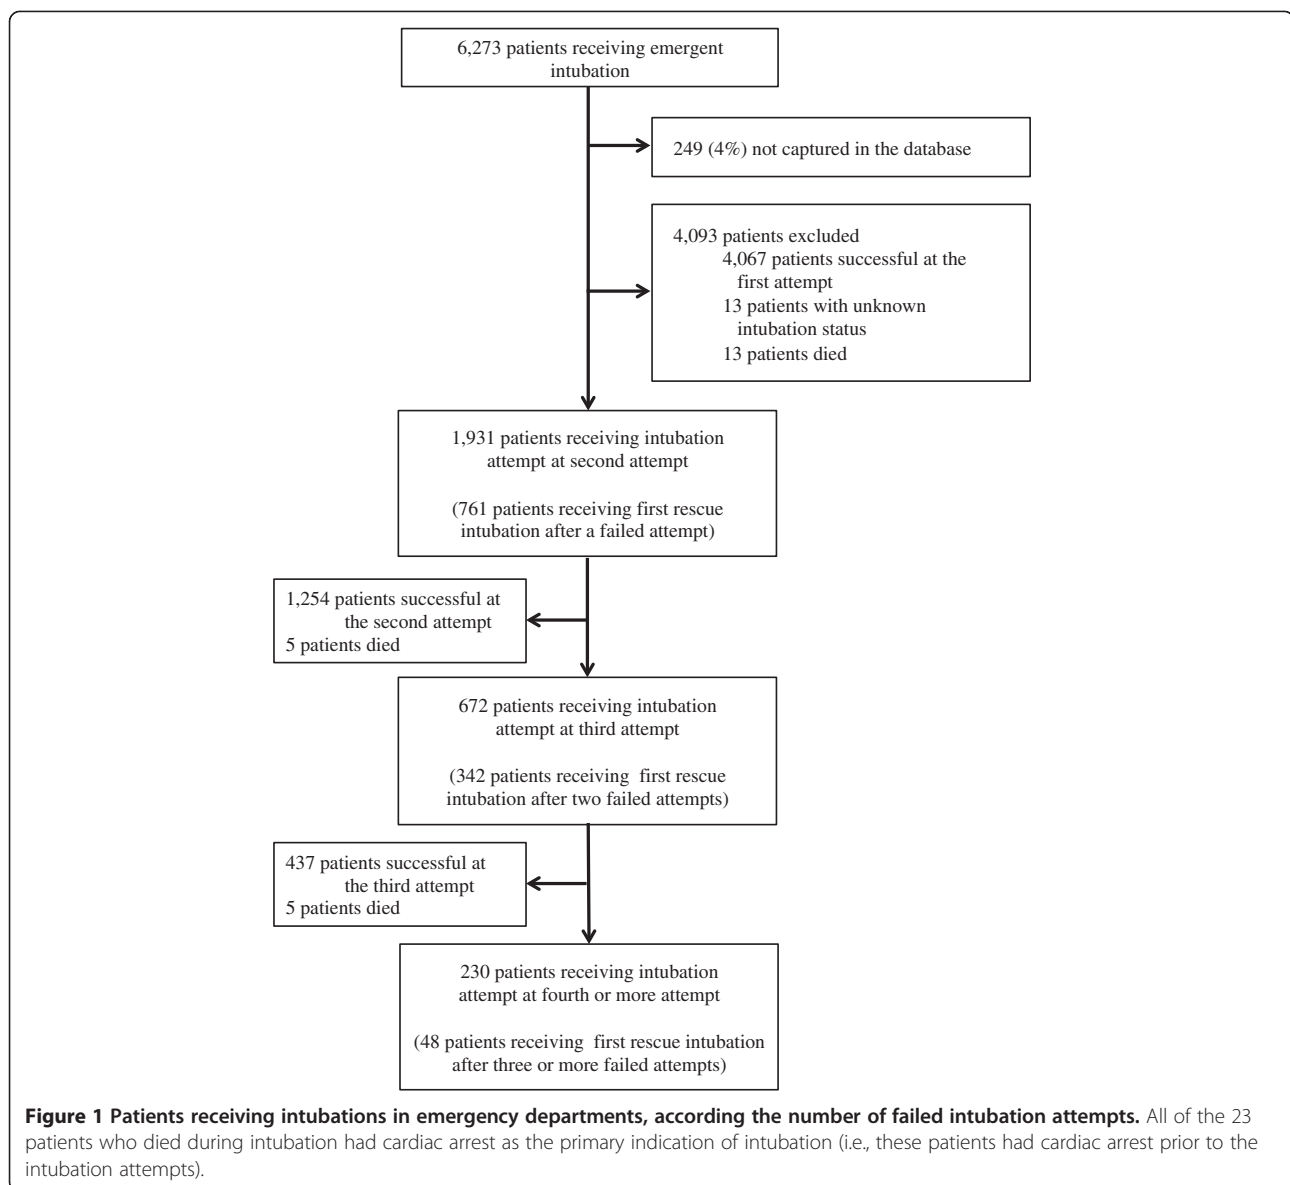 6,273 patients receiving emergent
intubation
249 (4%) not captured in the database
4,093 patients excluded
4,067 patients successful at the
first attempt
13 patients with unknown
intubation status
13 patients died
1,931 patients receiving intubation
attempt at second attempt
(761 patients receiving first rescue
intubation after a failed attempt)
1,254 patients successful at
the second attempt
5 patients died
672 patients receiving intubation
attempt at third attempt
(342 patients receiving first rescue
intubation after two failed attempts)
437 patients successful at
the third attempt
5 patients died
230 patients receiving intubation
attempt at fourth or more attempt
(48 patients receiving first rescue intubation
after three or more failed attempts)
Figure 1 Patients receiving intubations in emergency departments, according the number of failed intubation attempts. All of the 23
patients who died during intubation had cardiac arrest as the primary indication of intubation (i.e., these patients had cardiac arrest prior to the
intubation attempts).